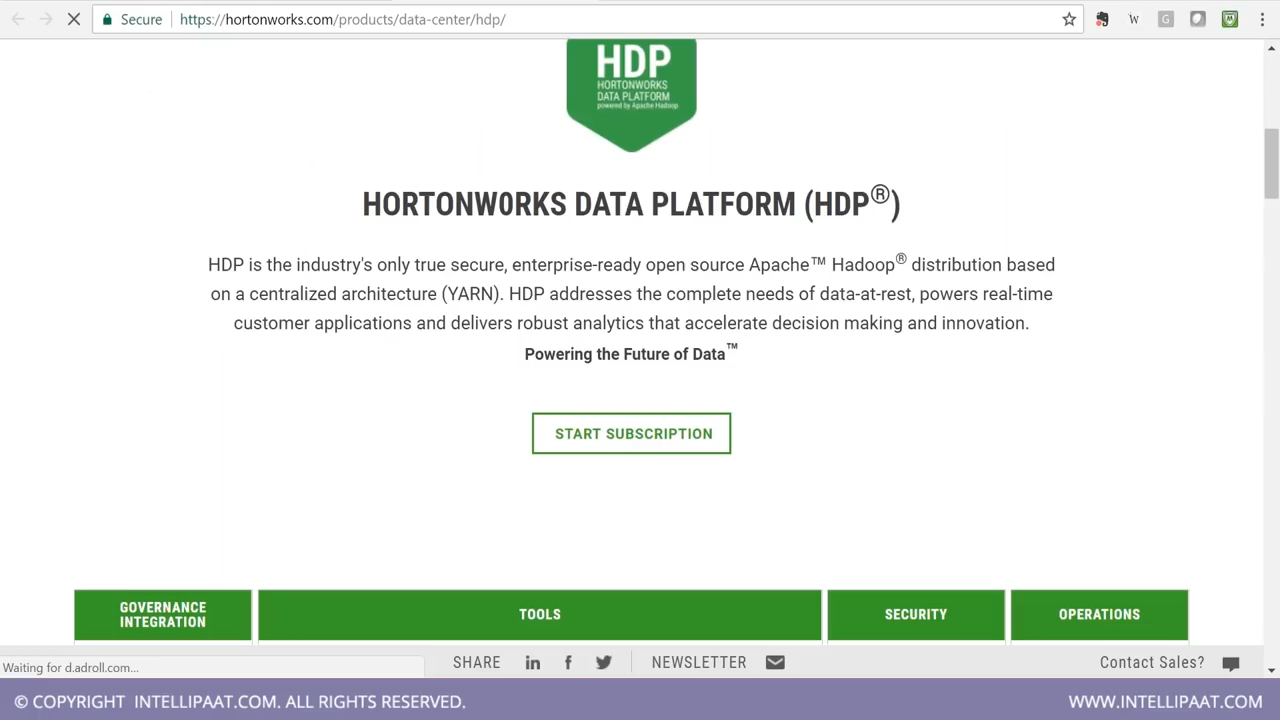 Secure https://hortonworks.com/products/data-center/hdp/
W G M
HDP
HORTONWORKS
DATA PLATFORM
powered by Apache Hadoop
HORTONWORKS DATA PLATFORM (HDP®)
HDP is the industry's only true secure, enterprise-ready open source Apache™ Hadoop® distribution based
on a centralized architecture (YARN). HDP addresses the complete needs of data-at-rest, powers real-time
customer applications and delivers robust analytics that accelerate decision making and innovation.
Powering the Future of Data™
START SUBSCRIPTION
GOVERNANCE
INTEGRATION
TOOLS
SECURITY
OPERATIONS
Waiting for d.adroll.com...
SHARE in f NEWSLETTER Contact Sales?
© COPYRIGHT INTELLIPAAT.COM. ALL RIGHTS RESERVED. WWW.INTELLIPAAT.COM